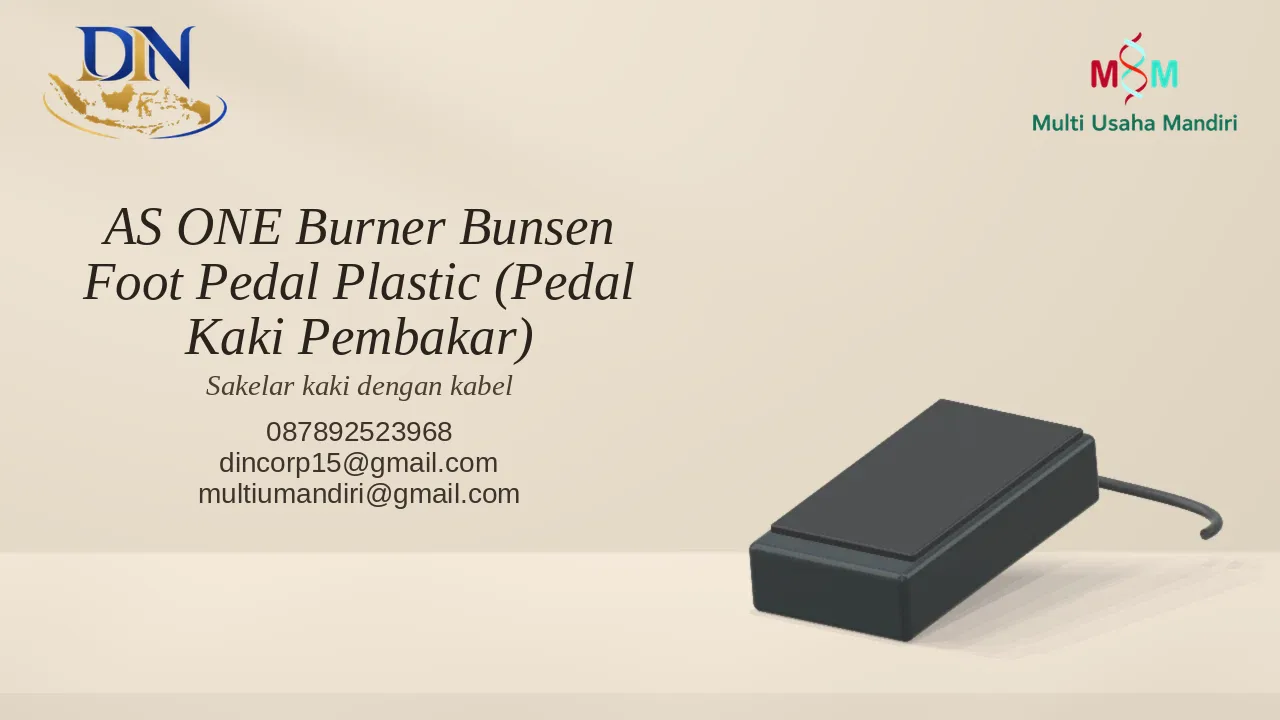 DIN
MSM
Multi Usaha Mandiri
AS ONE Burner Bunsen
Foot Pedal Plastic (Pedal
Kaki Pembakar)
Sakelar kaki dengan kabel
087892523968
dincorp15@gmail.com
multiumandiri@gmail.com